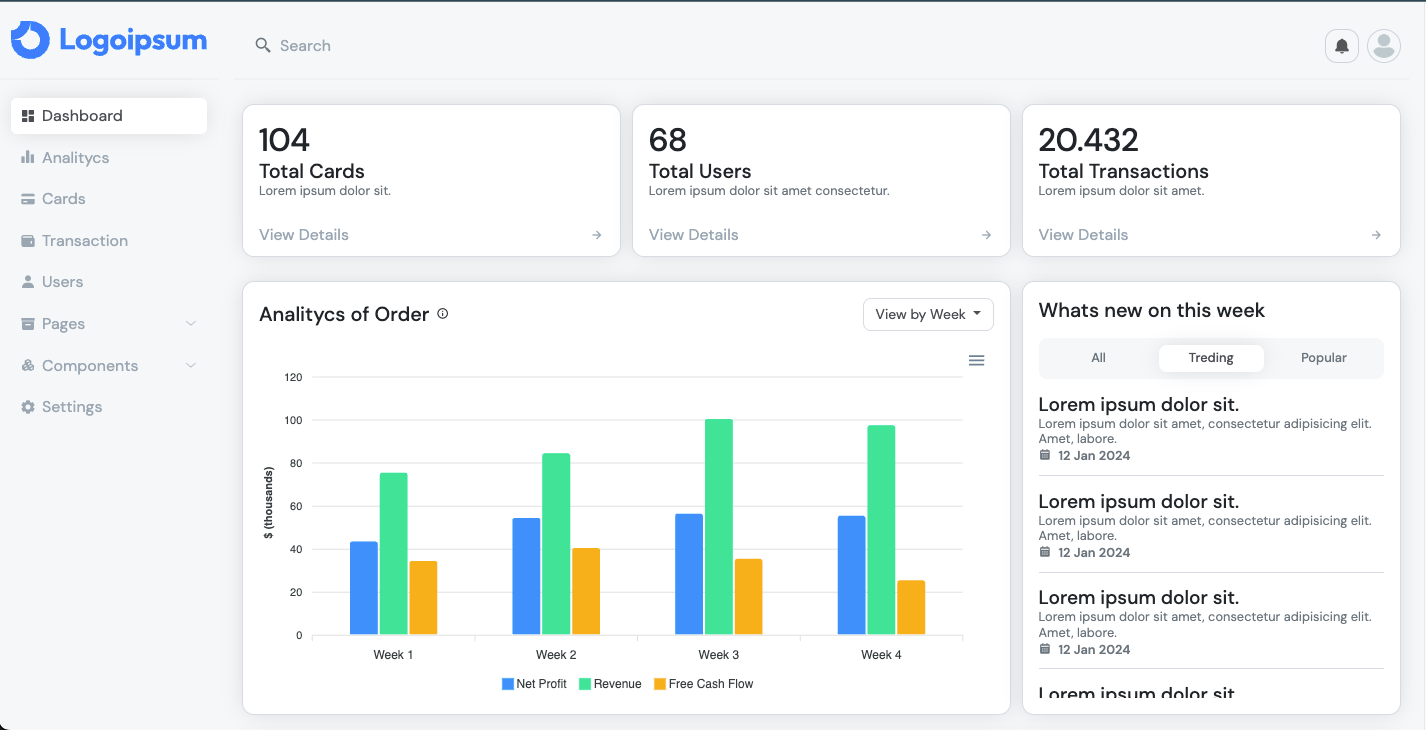 Logoipsum
Search
Dashboard
Analitycs
Cards
Transaction
Users
Pages
Components
Settings
104
Total Cards
Lorem ipsum dolor sit.
View Details
68
Total Users
Lorem ipsum dolor sit amet consectetur.
View Details
20.432
Total Transactions
Lorem ipsum dolor sit amet.
View Details
Analitycs of Order
View by Week
120
100
80
60
40
20
0
$ (thousands)
Week 1
Week 2
Week 3
Week 4
Net Profit
Revenue
Free Cash Flow
Whats new on this week
All
Treding
Popular
Lorem ipsum dolor sit.
Lorem ipsum dolor sit amet, consectetur adipisicing elit.
Amet, labore.
12 Jan 2024
Lorem ipsum dolor sit.
Lorem ipsum dolor sit amet, consectetur adipisicing elit.
Amet, labore.
12 Jan 2024
Lorem ipsum dolor sit.
Lorem ipsum dolor sit amet, consectetur adipisicing elit.
Amet, labore.
12 Jan 2024
Lorem ipsum dolor sit